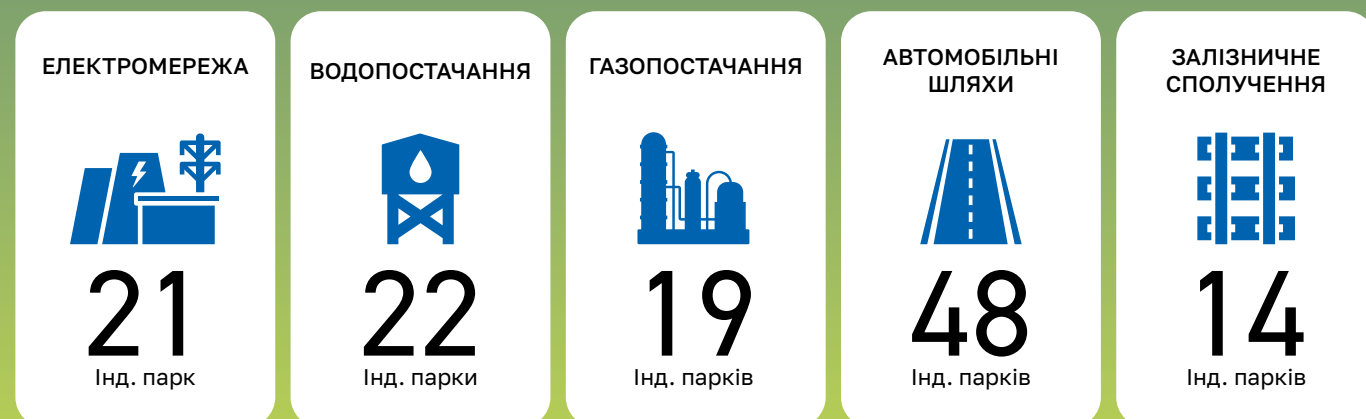 ЕЛЕКТРОМЕРЕЖА
21
Інд. парк
ВОДОПОСТАЧАННЯ
22
Інд. парки
ГАЗОПОСТАЧАННЯ
19
Інд. парків
АВТОМОБІЛЬНІ
ШЛЯХИ
48
Інд. парків
ЗАЛІЗНИЧНЕ
СПОЛУЧЕННЯ
14
Інд. парків